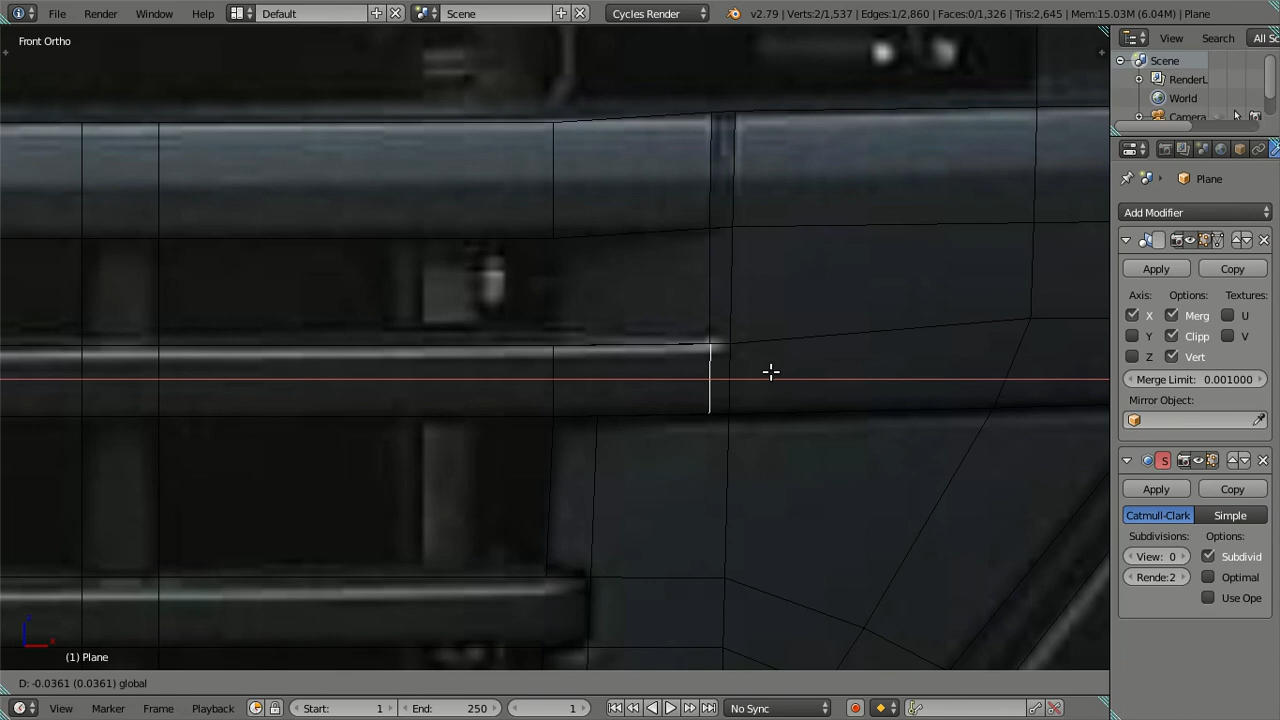 File Render Window Help Default Scene Cycles Render v2.79 | Verts:2/1,537 | Edges:1/2,860 | Faces:0/1,326 | Tris:2,645 | Mem:15.03M (6.04M) | Plane
Front Ortho
View Search All Sc
Scene
RenderL
World
Camera
Plane
Add Modifier
Apply Copy
Axis: Options: Textures:
X Merg U
Y Clipp V
Z Vert
Merge Limit: 0.001000
Mirror Object:
S
Apply Copy
Catmull-Clark Simple
Subdivisions: Options:
View: 0 Subdivid
Rende:2 Optimal
Use Ope
z
x
(1) Plane
D: -0.0361 (0.0361) global
View Marker Frame Playback Start: 1 End: 250 1 No Sync